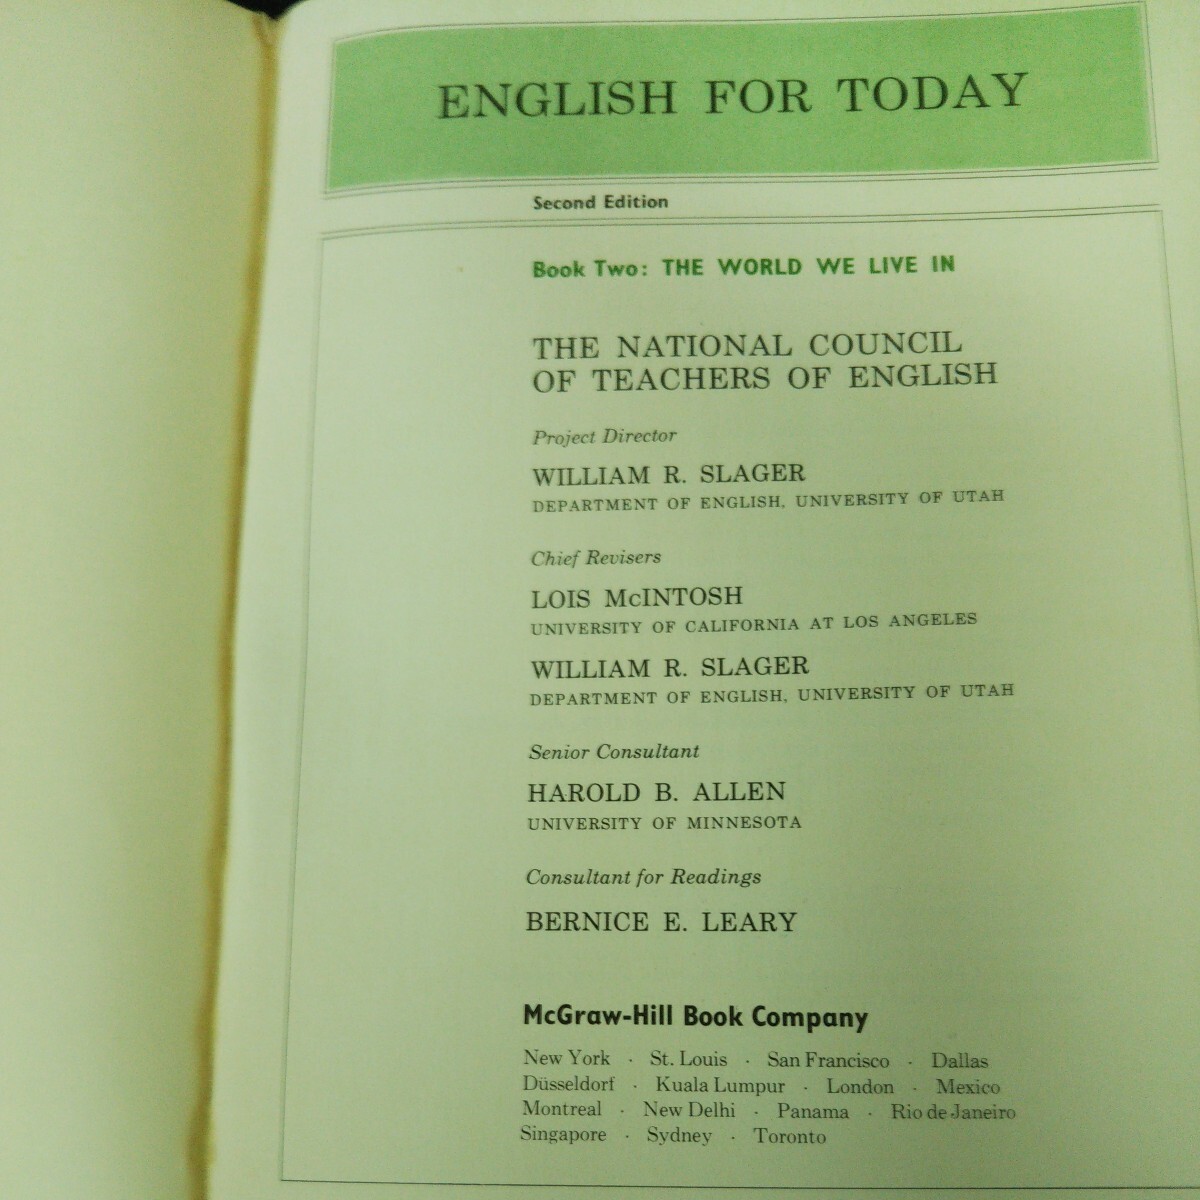 ENGLISH FOR TODAY
Second Edition
Book Two: THE WORLD WE LIVE IN
THE NATIONAL COUNCIL
OF TEACHERS OF ENGLISH
Project Director
WILLIAM R. SLAGER
DEPARTMENT OF ENGLISH, UNIVERSITY OF UTAH
Chief Revisers
LOIS McINTOSH
UNIVERSITY OF CALIFORNIA AT LOS ANGELES
WILLIAM R. SLAGER
DEPARTMENT OF ENGLISH, UNIVERSITY OF UTAH
Senior Consultant
HAROLD B. ALLEN
UNIVERSITY OF MINNESOTA
Consultant for Readings
BERNICE E. LEARY
McGraw-Hill Book Company
New York · St. Louis · San Francisco · Dallas
Düsseldorf · Kuala Lumpur · London · Mexico
Montreal · New Delhi · Panama · Rio de Janeiro
Singapore · Sydney · Toronto